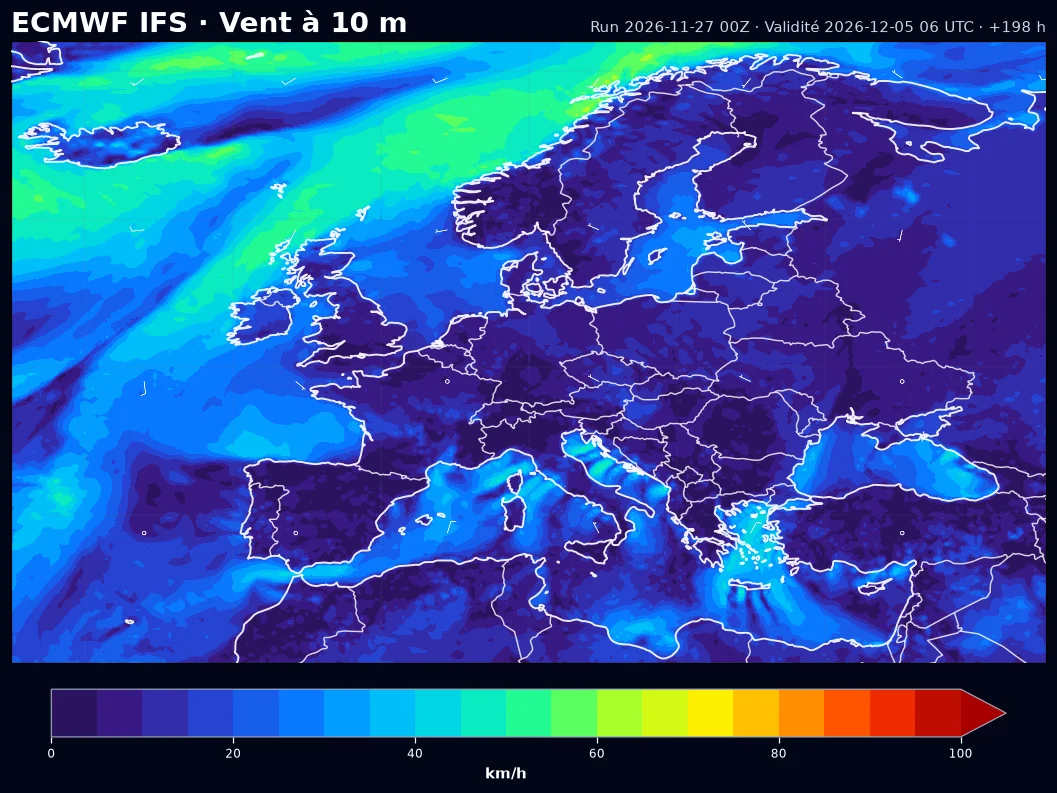 ECMWF IFS · Vent à 10 m
Run 2026-11-27 00Z · Validité 2026-12-05 06 UTC · +198 h
0 20 40 60 80 100
km/h